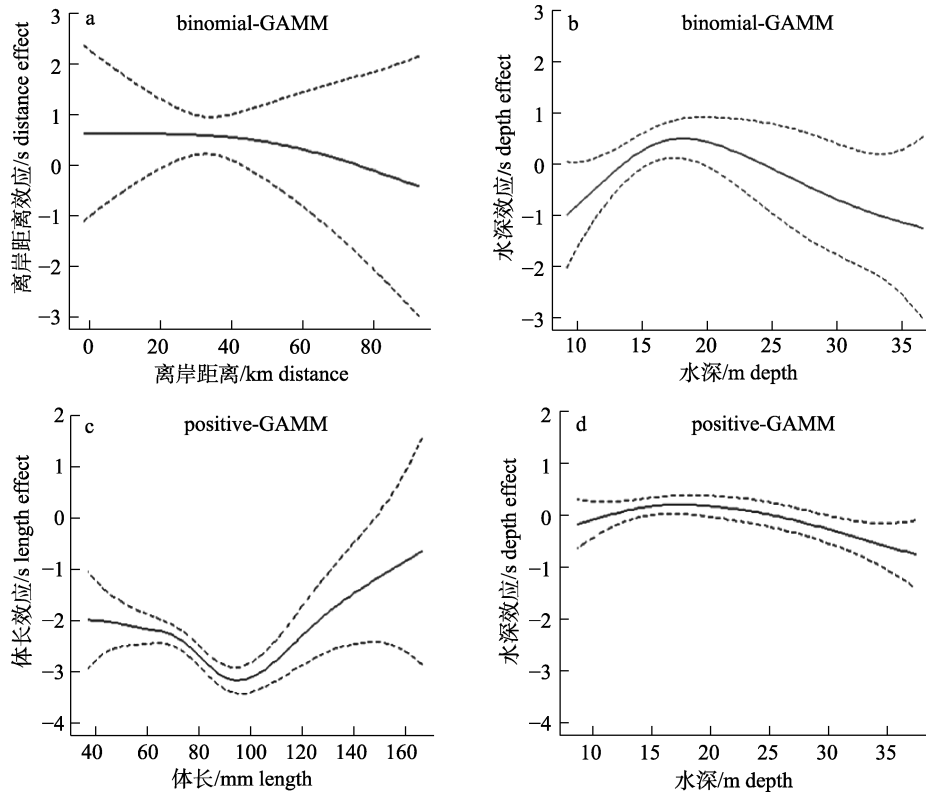 a
binomial-GAMM
3
2
1
0
−1
−2
−3
离岸距离效应/s distance effect
0 20 40 60 80
离岸距离/km distance
b
binomial-GAMM
3
2
1
0
−1
−2
−3
水深效应/s depth effect
10 15 20 25 30 35
水深/m depth
c
positive-GAMM
2
1
0
−1
−2
−3
−4
体长效应/s length effect
40 60 80 100 120 140 160
体长/mm length
d
positive-GAMM
2
1
0
−1
−2
−3
−4
水深效应/s depth effect
10 15 20 25 30 35
水深/m depth